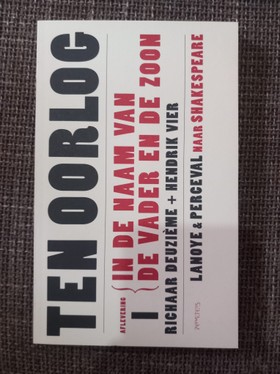 TEN OORLOG
AFLEVERING
I
{IN DE NAAM VAN
DE VADER EN DE ZOON
RICHAAR DEUZIÈME + HENDRIK VIER
LANOYE & PERCEVAL NAAR SHAKESPEARE
PROMETHEUS